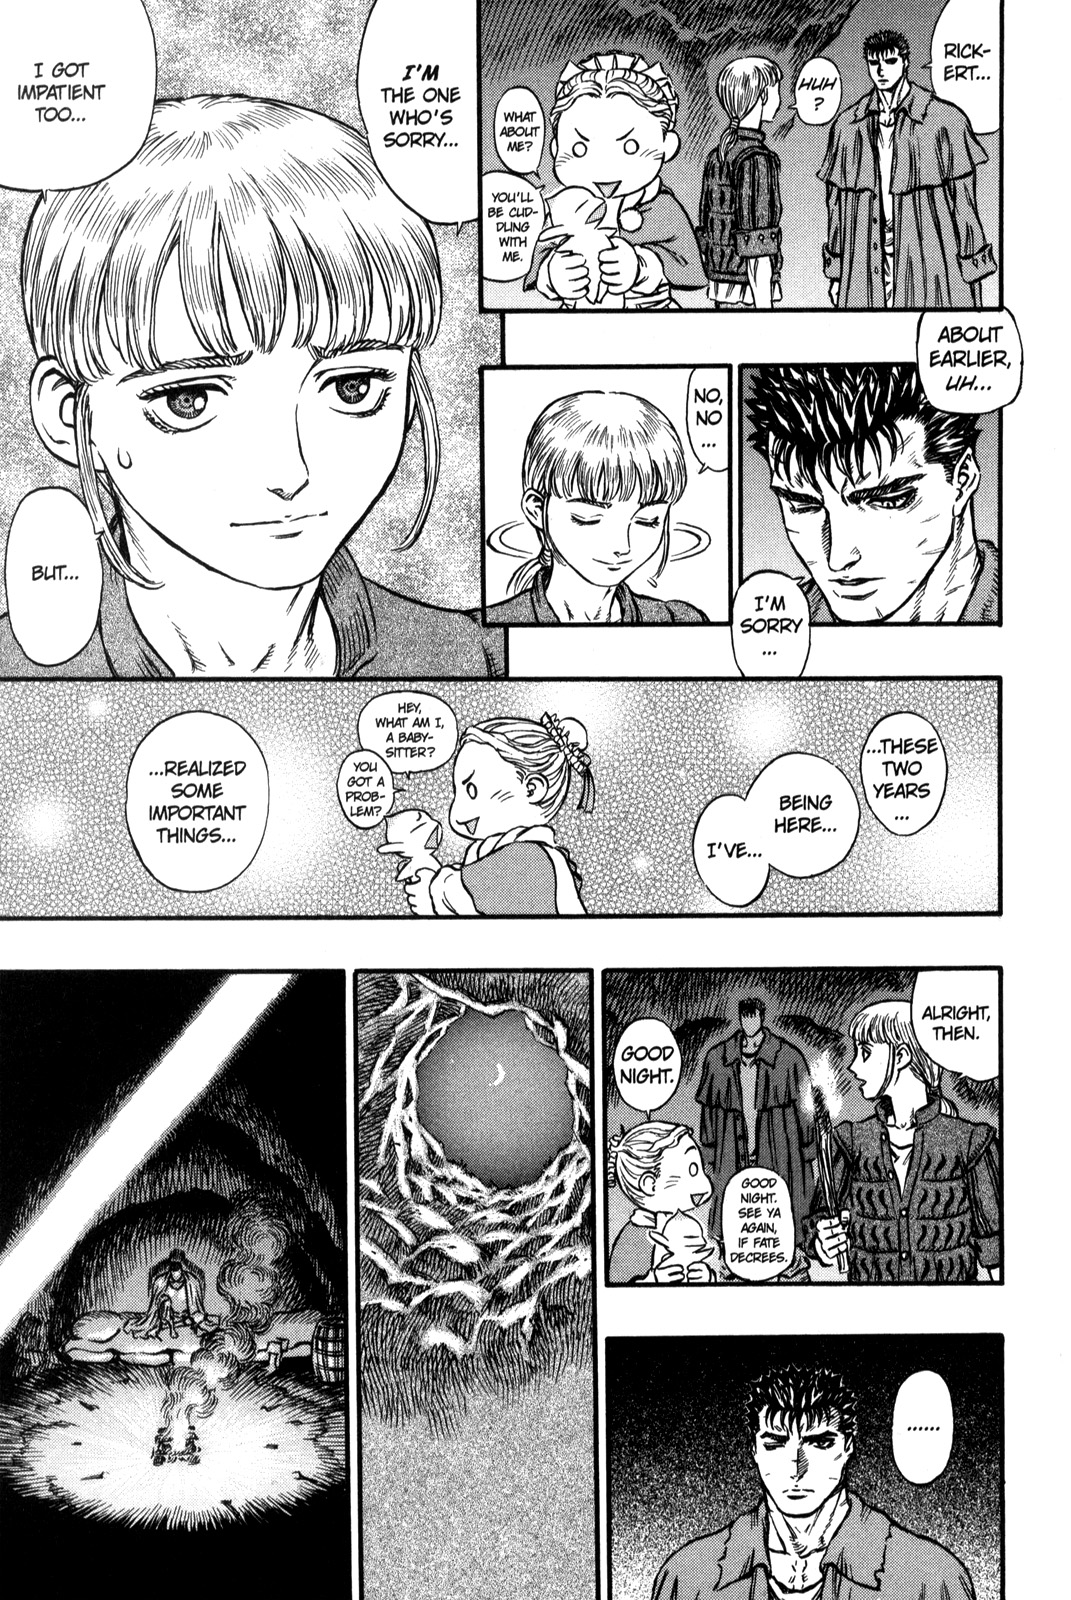 RICK-
ERT...
HUH
?
WHAT
ABOUT
ME?
YOU'LL
BE CUD-
DLING
WITH
ME.
ABOUT
EARLIER,
UH...
I'M
SORRY
...
NO,
NO
...
I'M
THE ONE
WHO'S
SORRY...
I GOT
IMPATIENT
TOO...
BUT...
...THESE
TWO
YEARS
...
BEING
HERE...
I'VE...
HEY,
WHAT AM I,
A BABY-
SITTER?
YOU
GOT A
PROB-
LEM?
...REALIZED
SOME
IMPORTANT
THINGS...
ALRIGHT,
THEN.
GOOD
NIGHT.
GOOD
NIGHT.
SEE YA
AGAIN,
IF FATE
DECREES.
......